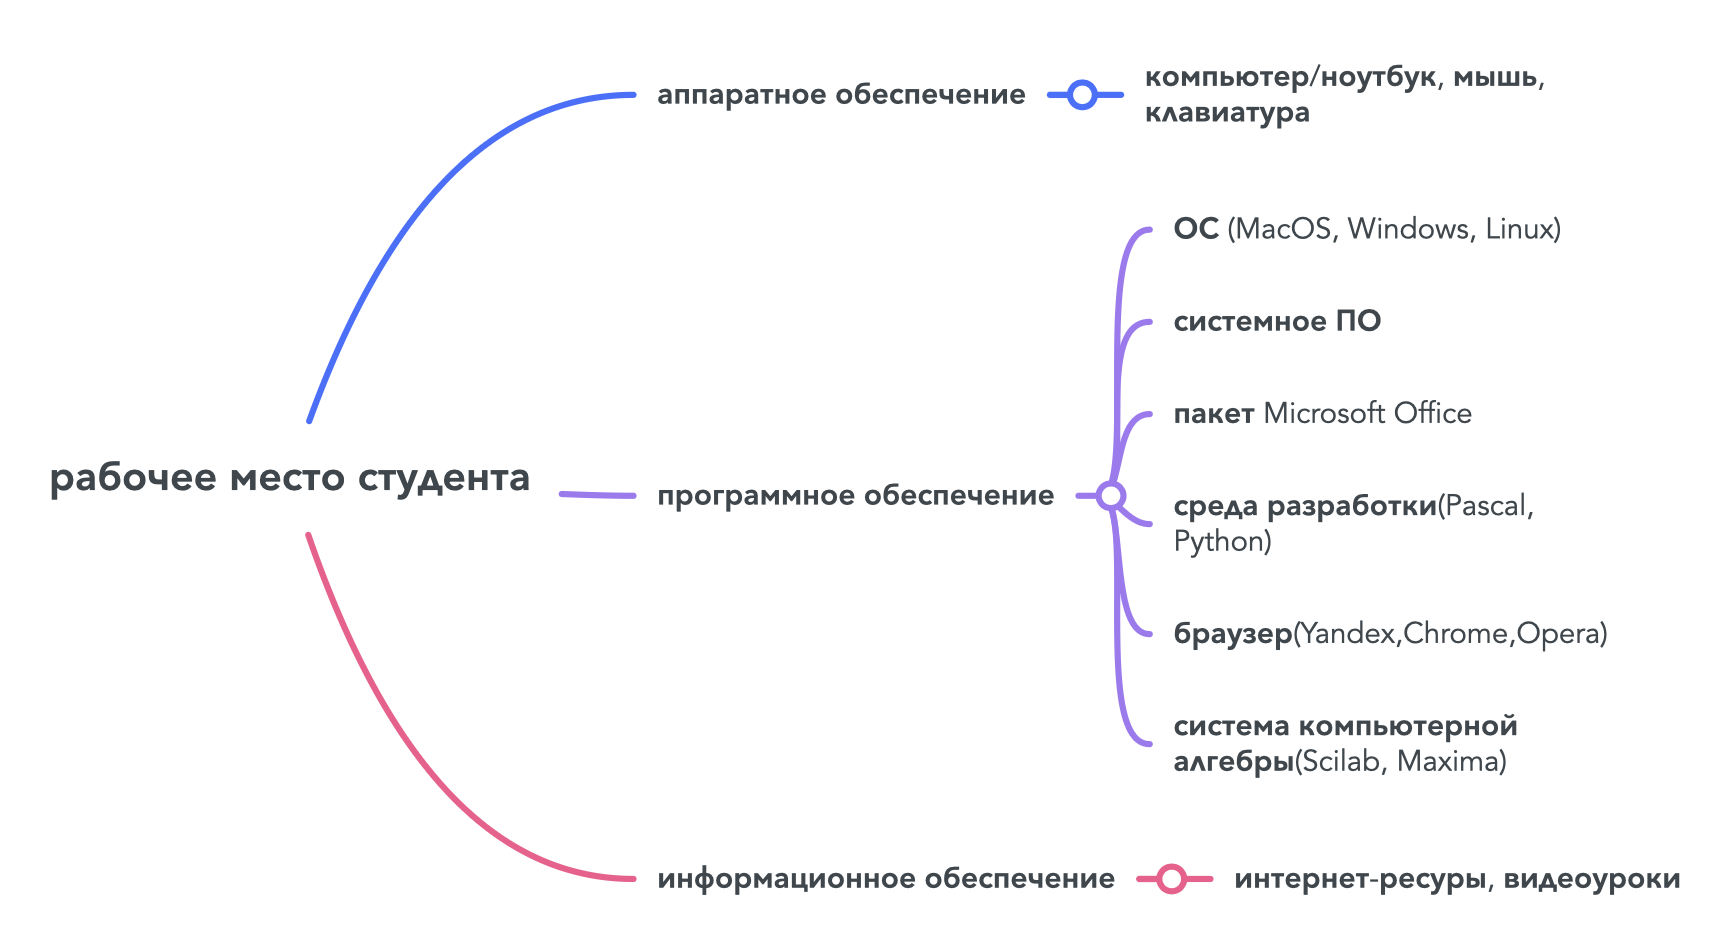 аппаратное обеспечение
компьютер/ноутбук, мышь,
клавиатура
ОС (MacOS, Windows, Linux)
системное ПО
пакет Microsoft Office
рабочее место студента
программное обеспечение
среда разработки(Pascal,
Python)
браузер(Yandex,Chrome,Opera)
система компьютерной
алгебры(Scilab, Maxima)
информационное обеспечение
интернет-ресуры, видеоуроки